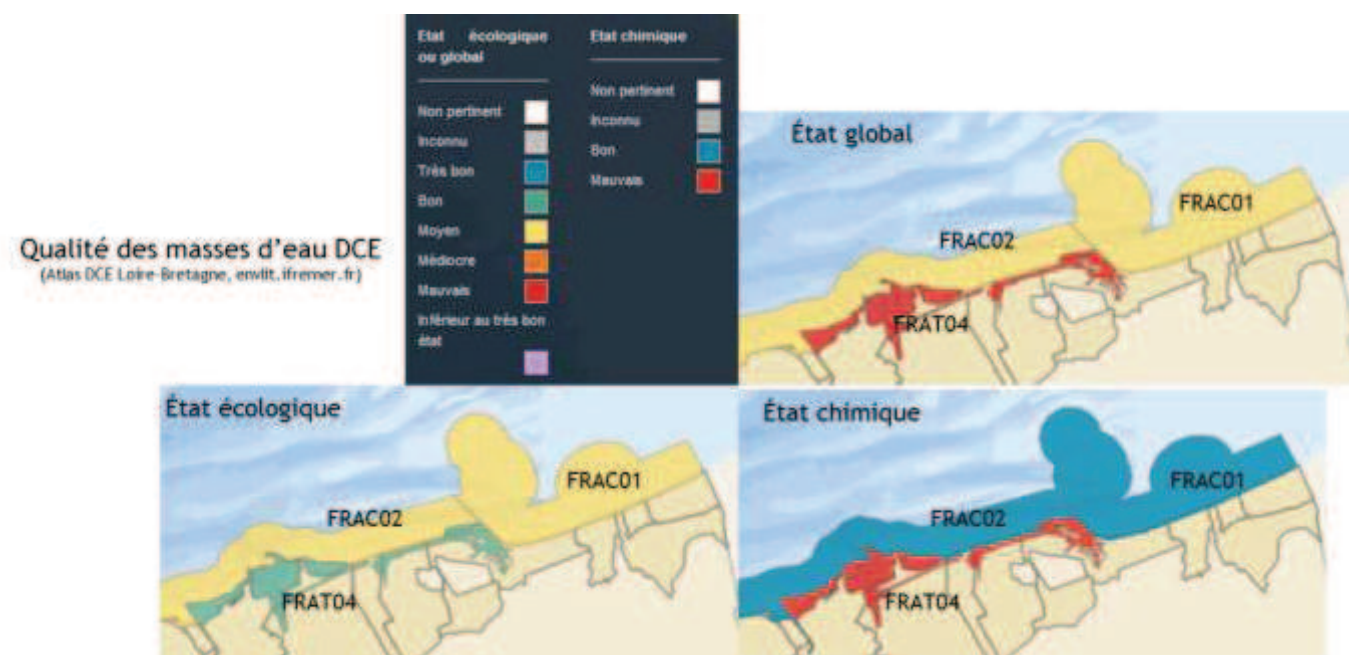 Qualité des masses d'eau DCE
(Atlas DCE Loire-Bretagne, envlit.ifremer.fr)
Etat écologique
ou global
Non pertinent
Inconnu
Très bon
Bon
Moyen
Médiocre
Mauvais
Inférieur au très bon
état
Etat chimique
Non pertinent
Inconnu
Bon
Mauvais
État global
FRAC01
FRAC02
FRAT04
État écologique
FRAC01
FRAC02
FRAT04
État chimique
FRAC01
FRAC02
FRAT04